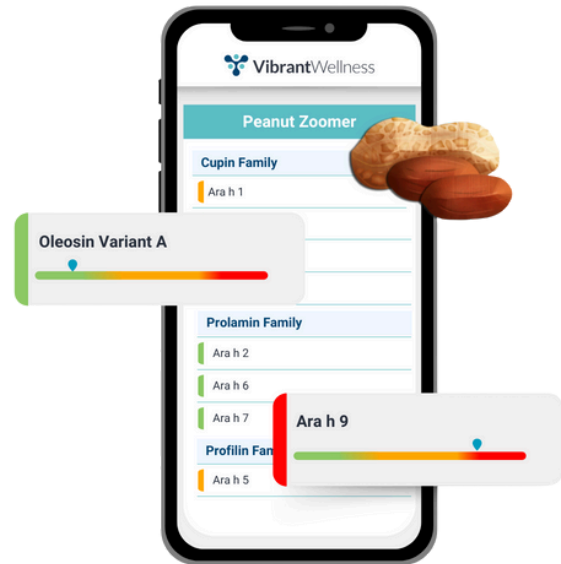 VibrantWellness
Peanut Zoomer
Cupin Family
Ara h 1
Oleosin Variant A
Prolamin Family
Ara h 2
Ara h 6
Ara h 7
Ara h 9
Profilin Fam
Ara h 5